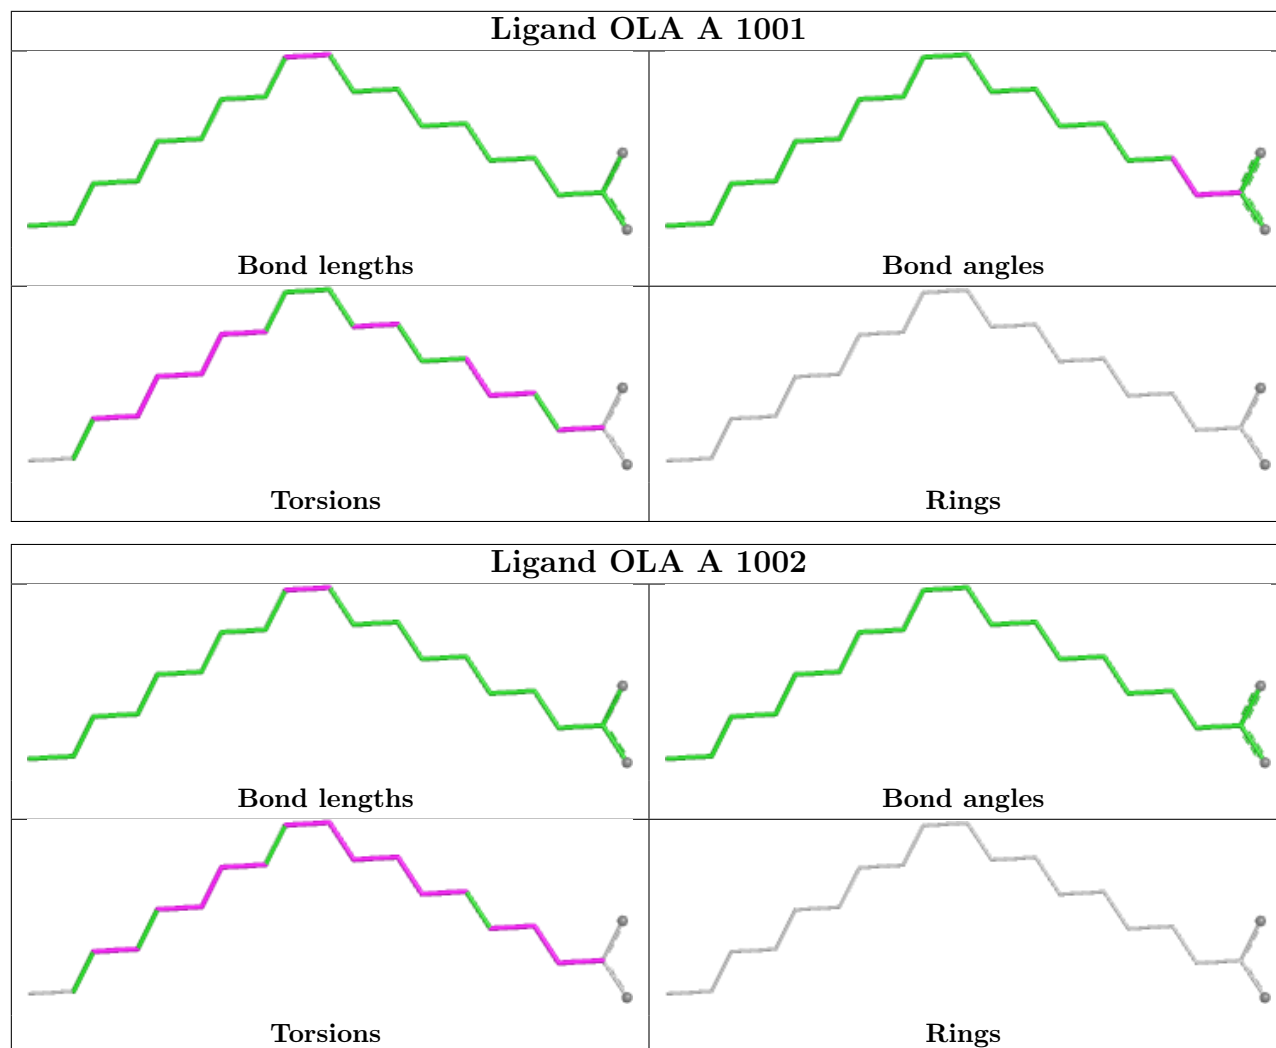 Ligand OLA A 1001
Bond lengths
Bond angles
Torsions
Rings
Ligand OLA A 1002
Bond lengths
Bond angles
Torsions
Rings